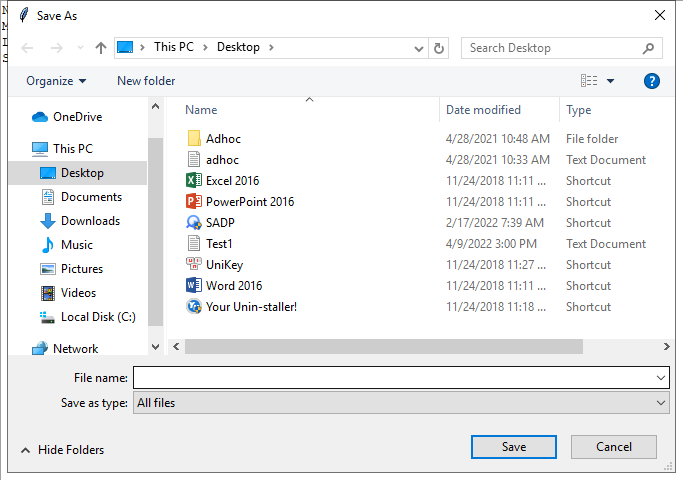 Save As
This PC
Desktop
Search Desktop
Organize
New folder
?
Name Date modified Type
OneDrive
This PC
Desktop
Documents
Downloads
Music
Pictures
Videos
Local Disk (C:)
Network
Adhoc 4/28/2021 10:48 AM File folder
adhoc 4/28/2021 10:33 AM Text Document
Excel 2016 11/24/2018 11:11 ... Shortcut
PowerPoint 2016 11/24/2018 11:11 ... Shortcut
SADP 2/17/2022 7:39 AM Shortcut
Test1 4/9/2022 3:00 PM Text Document
UniKey 11/24/2018 11:27 ... Shortcut
Word 2016 11/24/2018 11:11 ... Shortcut
Your Unin-staller! 11/24/2018 11:18 ... Shortcut
File name:
Save as type: All files
Hide Folders
Save
Cancel